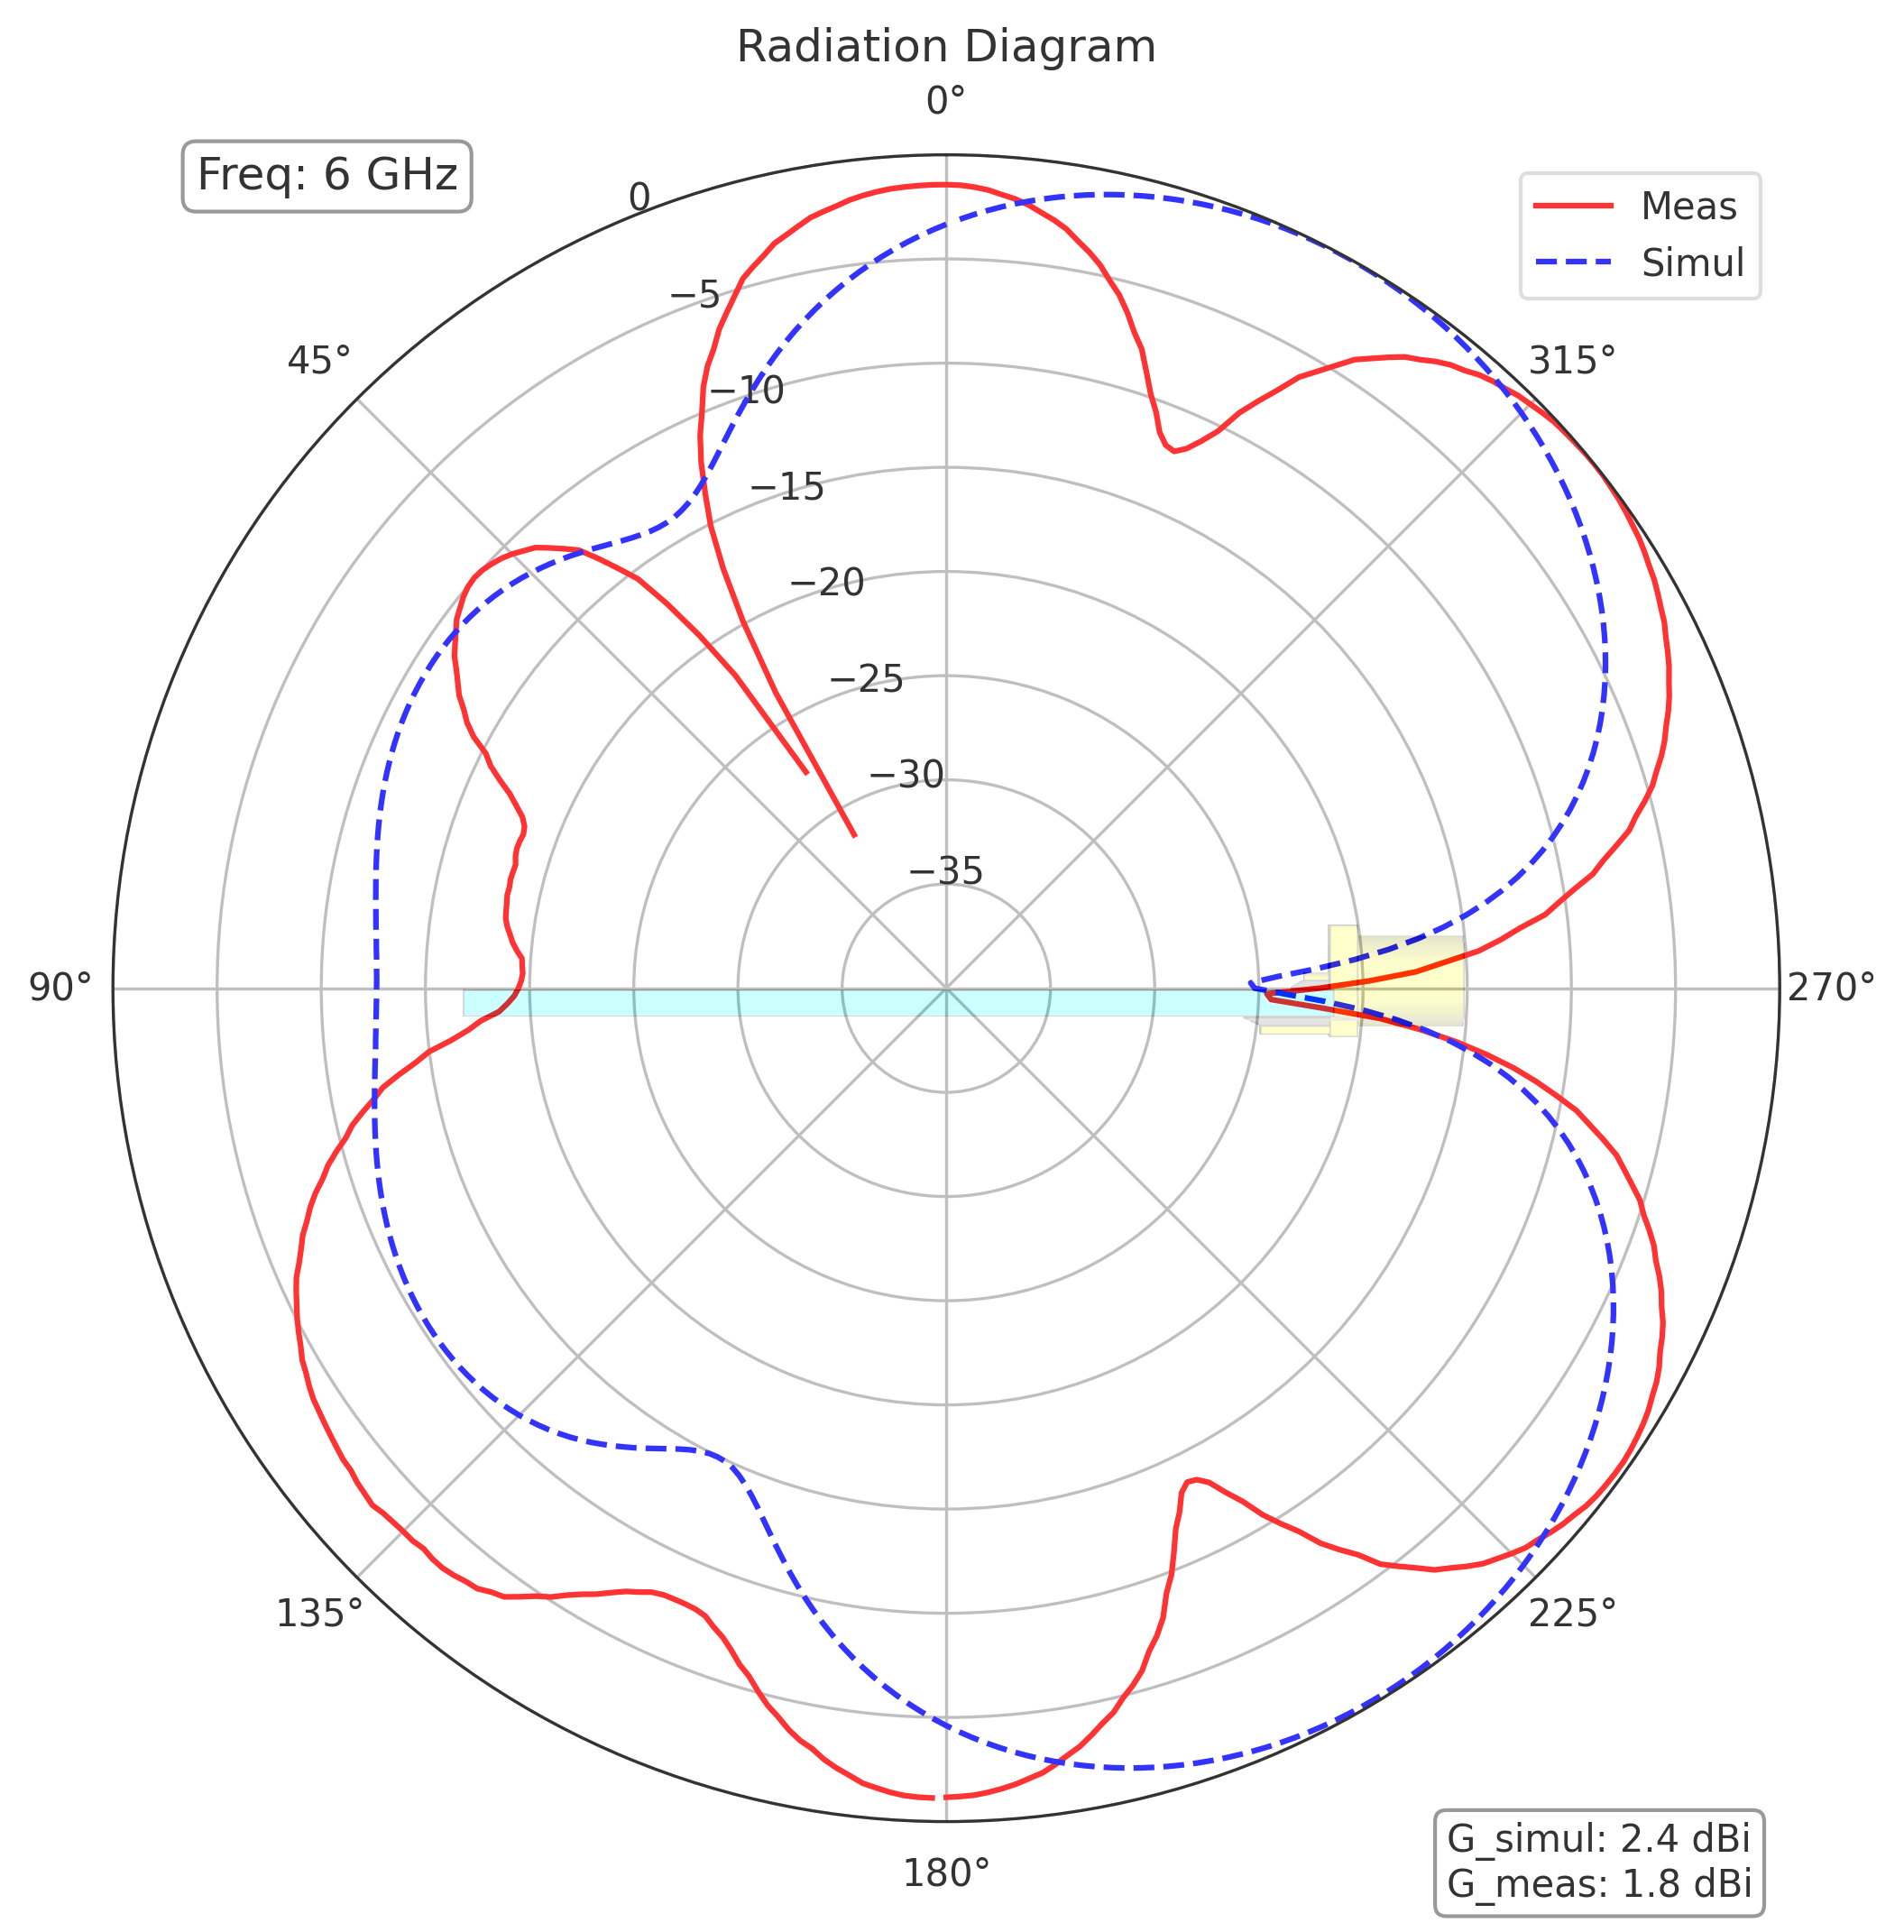 Radiation Diagram
0°
Freq: 6 GHz
0
Meas
Simul
−5
45°
315°
−10
−15
−20
−25
−30
−35
90°
270°
135°
225°
180°
G_simul: 2.4 dBi
G_meas: 1.8 dBi